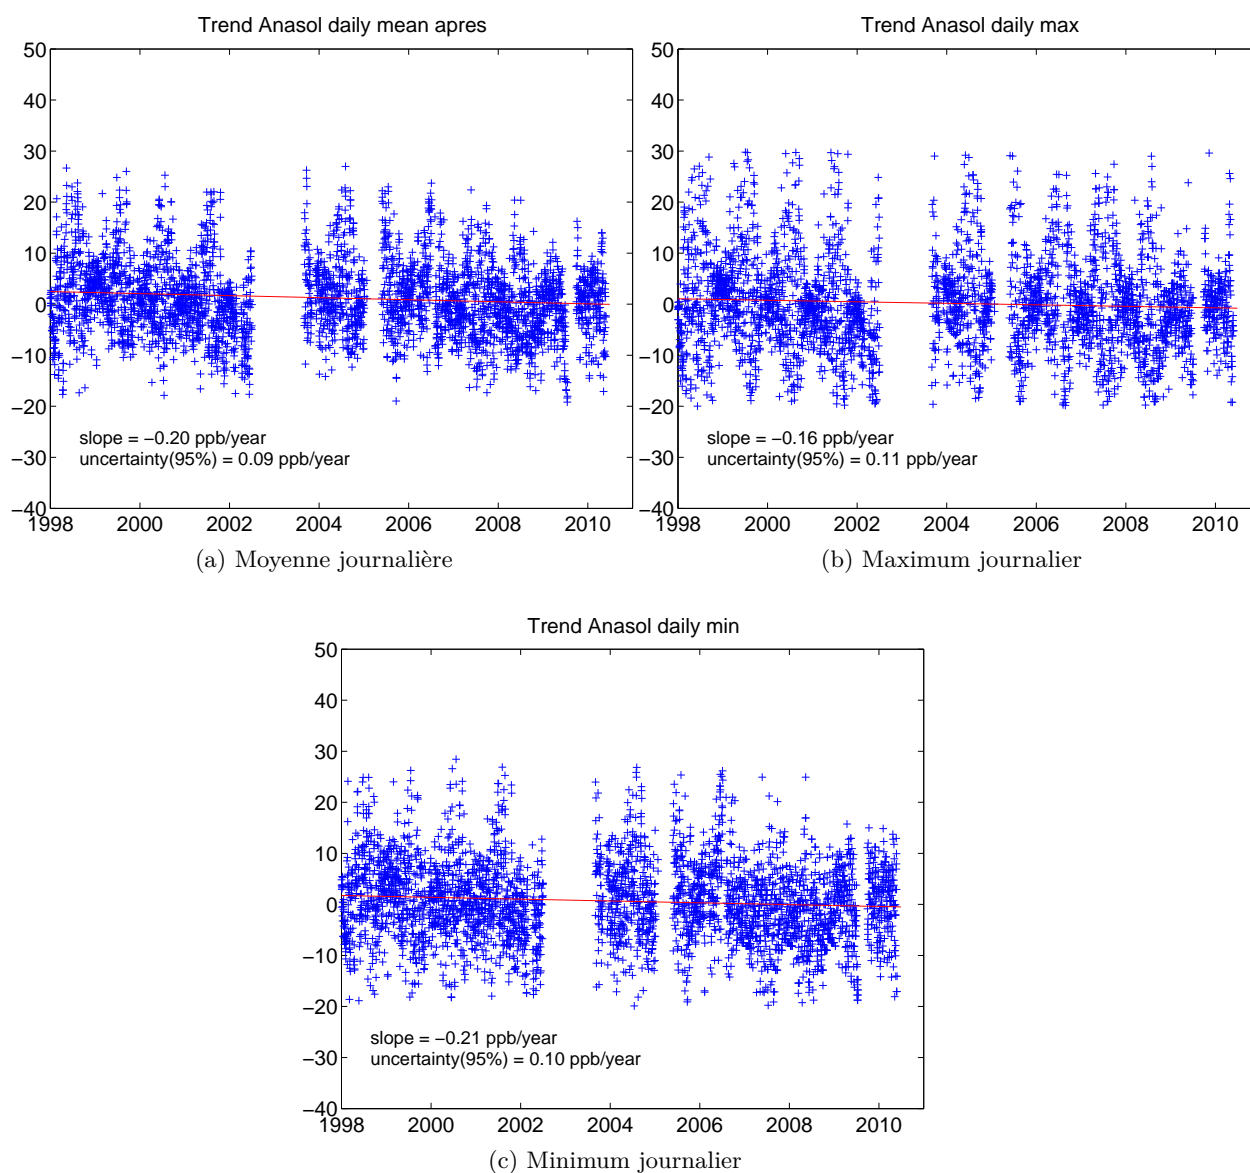 Trend Anasol daily mean apres
50
40
30
20
10
0
−10
−20
−30
−40
slope = −0.20 ppb/year
uncertainty(95%) = 0.09 ppb/year
1998 2000 2002 2004 2006 2008 2010
(a) Moyenne journalière
Trend Anasol daily max
50
40
30
20
10
0
−10
−20
−30
−40
slope = −0.16 ppb/year
uncertainty(95%) = 0.11 ppb/year
1998 2000 2002 2004 2006 2008 2010
(b) Maximum journalier
Trend Anasol daily min
50
40
30
20
10
0
−10
−20
−30
−40
slope = −0.21 ppb/year
uncertainty(95%) = 0.10 ppb/year
1998 2000 2002 2004 2006 2008 2010
(c) Minimum journalier